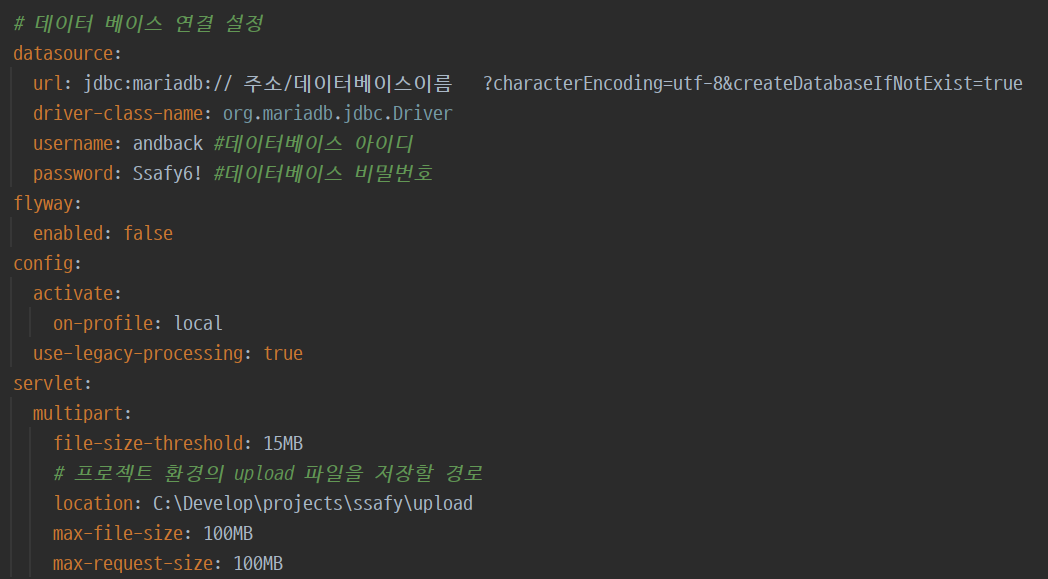 # 데이터 베이스 연결 설정
datasource:
  url: jdbc:mariadb:// 주소/데이터베이스이름   ?characterEncoding=utf-8&createDatabaseIfNotExist=true
  driver-class-name: org.mariadb.jdbc.Driver
  username: andback #데이터베이스 아이디
  password: Ssafy6! #데이터베이스 비밀번호
flyway:
  enabled: false
config:
  activate:
    on-profile: local
  use-legacy-processing: true
servlet:
  multipart:
    file-size-threshold: 15MB
    # 프로젝트 환경의 upload 파일을 저장할 경로
    location: C:\Develop\projects\ssafy\upload
    max-file-size: 100MB
    max-request-size: 100MB